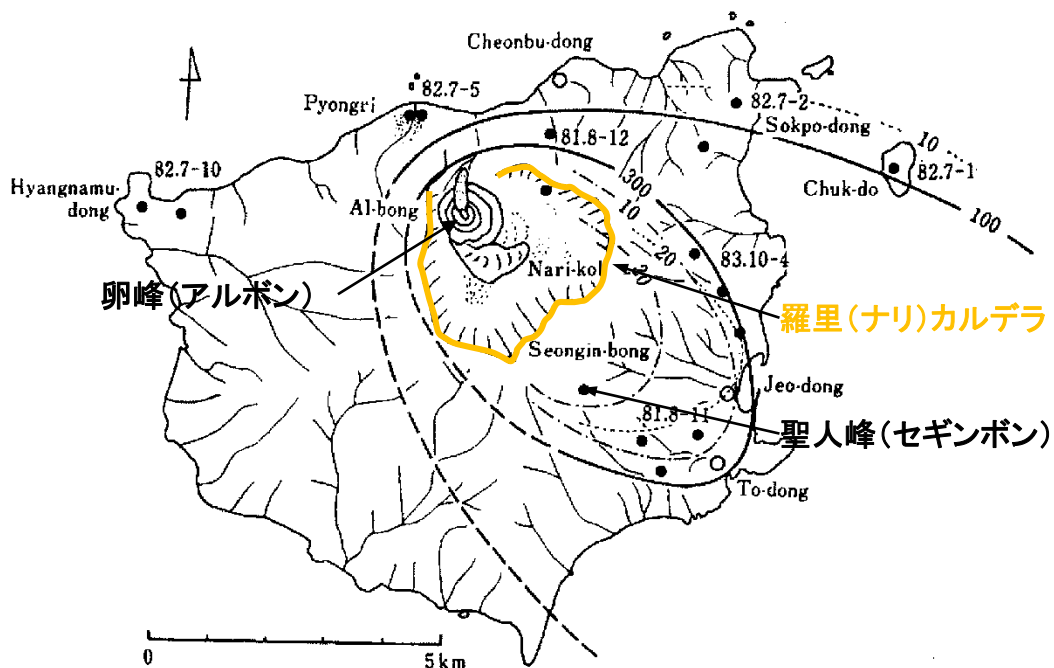 Cheonbu-dong
82.7-5
Pyongri
82.7-2
10
Sokpo-dong
81.8-12
82.7-10
82.7-1
Hyangnamu-
dong
300
Chuk-do
Al-bong
10
100
20
83.10-4
Nari-kol
20
卵峰(アルボン)
羅里(ナリ)カルデラ
Seongin-bong
Jeo-dong
81.8-11
聖人峰(セギンボン)
To-dong
0
5km